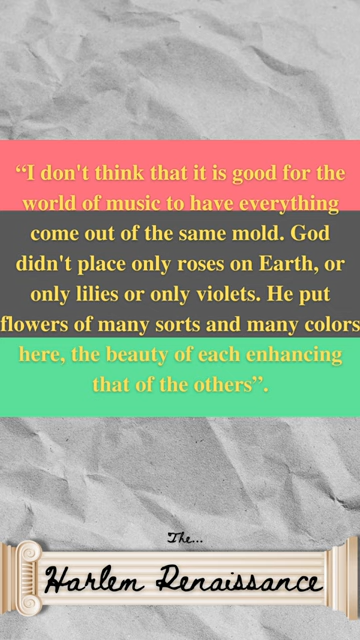 “I don't think that it is good for the
world of music to have everything
come out of the same mold. God
didn't place only roses on Earth, or
only lilies or only violets. He put
flowers of many sorts and many colors
here, the beauty of each enhancing
that of the others”.
The...
Harlem Renaissance